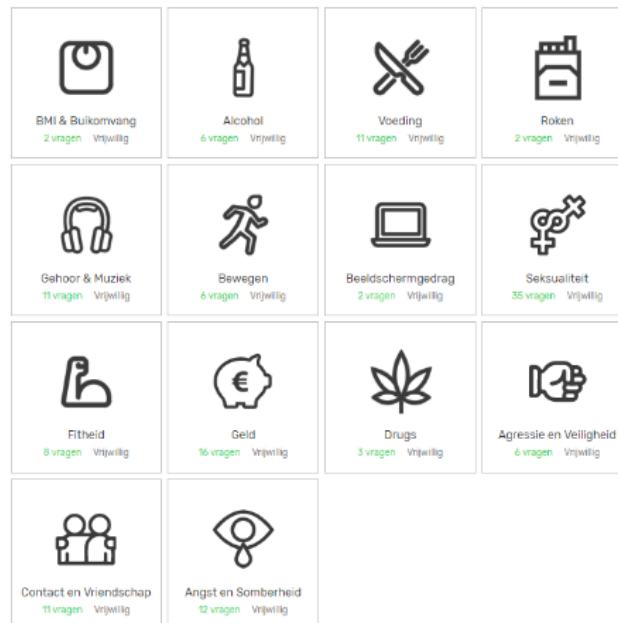 BMI & Buikomvang
2 vragen Vrijwillig
Alcohol
6 vragen Vrijwillig
Voeding
11 vragen Vrijwillig
Roken
2 vragen Vrijwillig
Gehoor & Muziek
11 vragen Vrijwillig
Bewegen
6 vragen Vrijwillig
Beeldschermgedrag
2 vragen Vrijwillig
Seksualiteit
35 vragen Vrijwillig
Fitheid
8 vragen Vrijwillig
Geld
€
16 vragen Vrijwillig
Drugs
3 vragen Vrijwillig
Agressie en Veiligheid
6 vragen Vrijwillig
Contact en Vriendschap
11 vragen Vrijwillig
Angst en Somberheid
12 vragen Vrijwillig